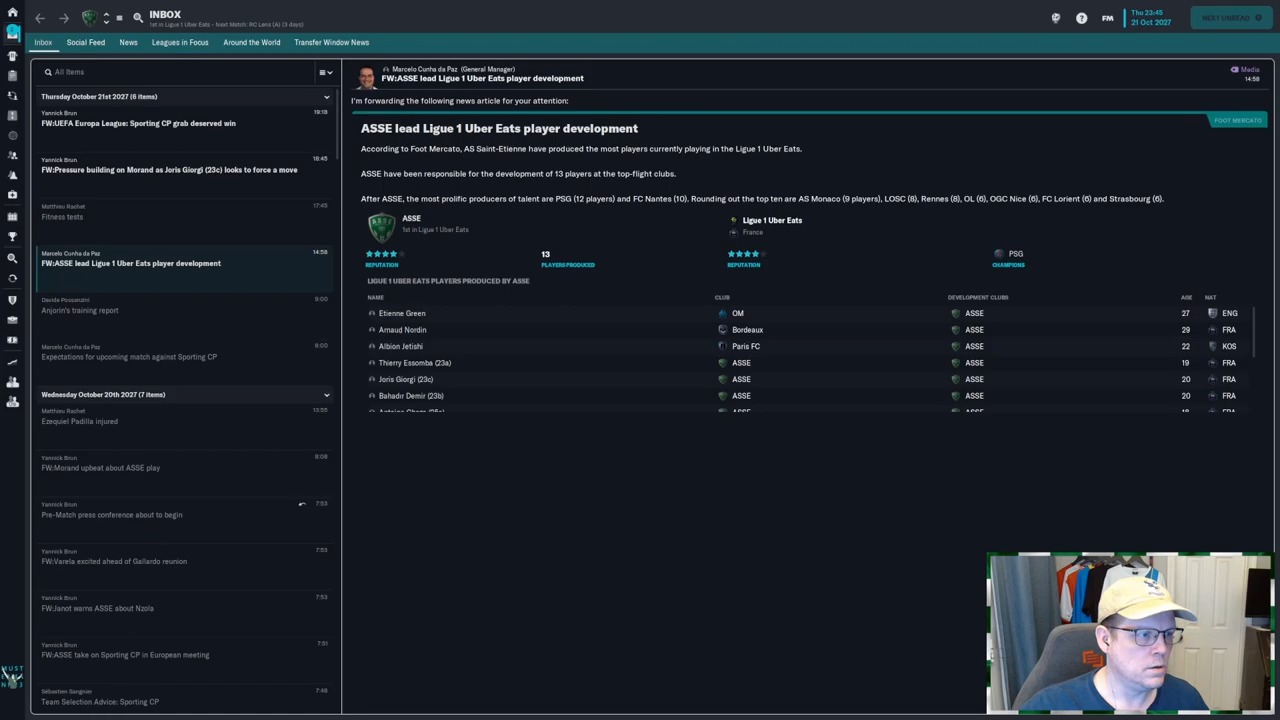 INBOX
1st in Ligue 1 Uber Eats - Next Match: RC Lens (A) (3 days)
FM
Thu 23:45
21 Oct 2027
NEXT UNREAD
Inbox
Social Feed
News
Leagues in Focus
Around the World
Transfer Window News
All Items
Thursday October 21st 2027 (6 items)
Yannick Brun 19:18
FW:UEFA Europa League: Sporting CP grab deserved win
Yannick Brun 18:45
FW:Pressure building on Morand as Joris Giorgi (23c) looks to force a move
Matthieu Rachet 17:45
Fitness tests
Marcelo Cunha da Paz 14:58
FW:ASSE lead Ligue 1 Uber Eats player development
Davide Possanzini 9:00
Anjorin's training report
Marcelo Cunha da Paz 8:00
Expectations for upcoming match against Sporting CP
Wednesday October 20th 2027 (7 items)
Matthieu Rachet 13:55
Ezequiel Padilla injured
Yannick Brun 8:08
FW:Morand upbeat about ASSE play
Yannick Brun 7:53
Pre-Match press conference about to begin
Yannick Brun 7:53
FW:Varela excited ahead of Gallardo reunion
Yannick Brun 7:53
FW:Janot warns ASSE about Nzola
Yannick Brun 7:51
FW:ASSE take on Sporting CP in European meeting
Sébastien Sangnier 7:48
Team Selection Advice: Sporting CP
Marcelo Cunha da Paz (General Manager)
FW:ASSE lead Ligue 1 Uber Eats player development
Media
14:58
I'm forwarding the following news article for your attention:
ASSE lead Ligue 1 Uber Eats player development
FOOT MERCATO
According to Foot Mercato, AS Saint-Etienne have produced the most players currently playing in the Ligue 1 Uber Eats.
ASSE have been responsible for the development of 13 players at the top-flight clubs.
After ASSE, the most prolific producers of talent are PSG (12 players) and FC Nantes (10). Rounding out the top ten are AS Monaco (9 players), LOSC (8), Rennes (8), OL (6), OGC Nice (6), FC Lorient (6) and Strasbourg (6).
ASSE
1st in Ligue 1 Uber Eats
Ligue 1 Uber Eats
France
REPUTATION
13
PLAYERS PRODUCED
REPUTATION
PSG
CHAMPIONS
LIGUE 1 UBER EATS PLAYERS PRODUCED BY ASSE
NAME CLUB DEVELOPMENT CLUBS AGE NAT
Etienne Green OM ASSE 27 ENG
Arnaud Nordin Bordeaux ASSE 29 FRA
Albion Jetishi Paris FC ASSE 22 KOS
Thierry Essomba (23a) ASSE ASSE 19 FRA
Joris Giorgi (23c) ASSE ASSE 20 FRA
Bahadir Demir (23b) ASSE ASSE 20 FRA
ASSE ASSE 18 FRA